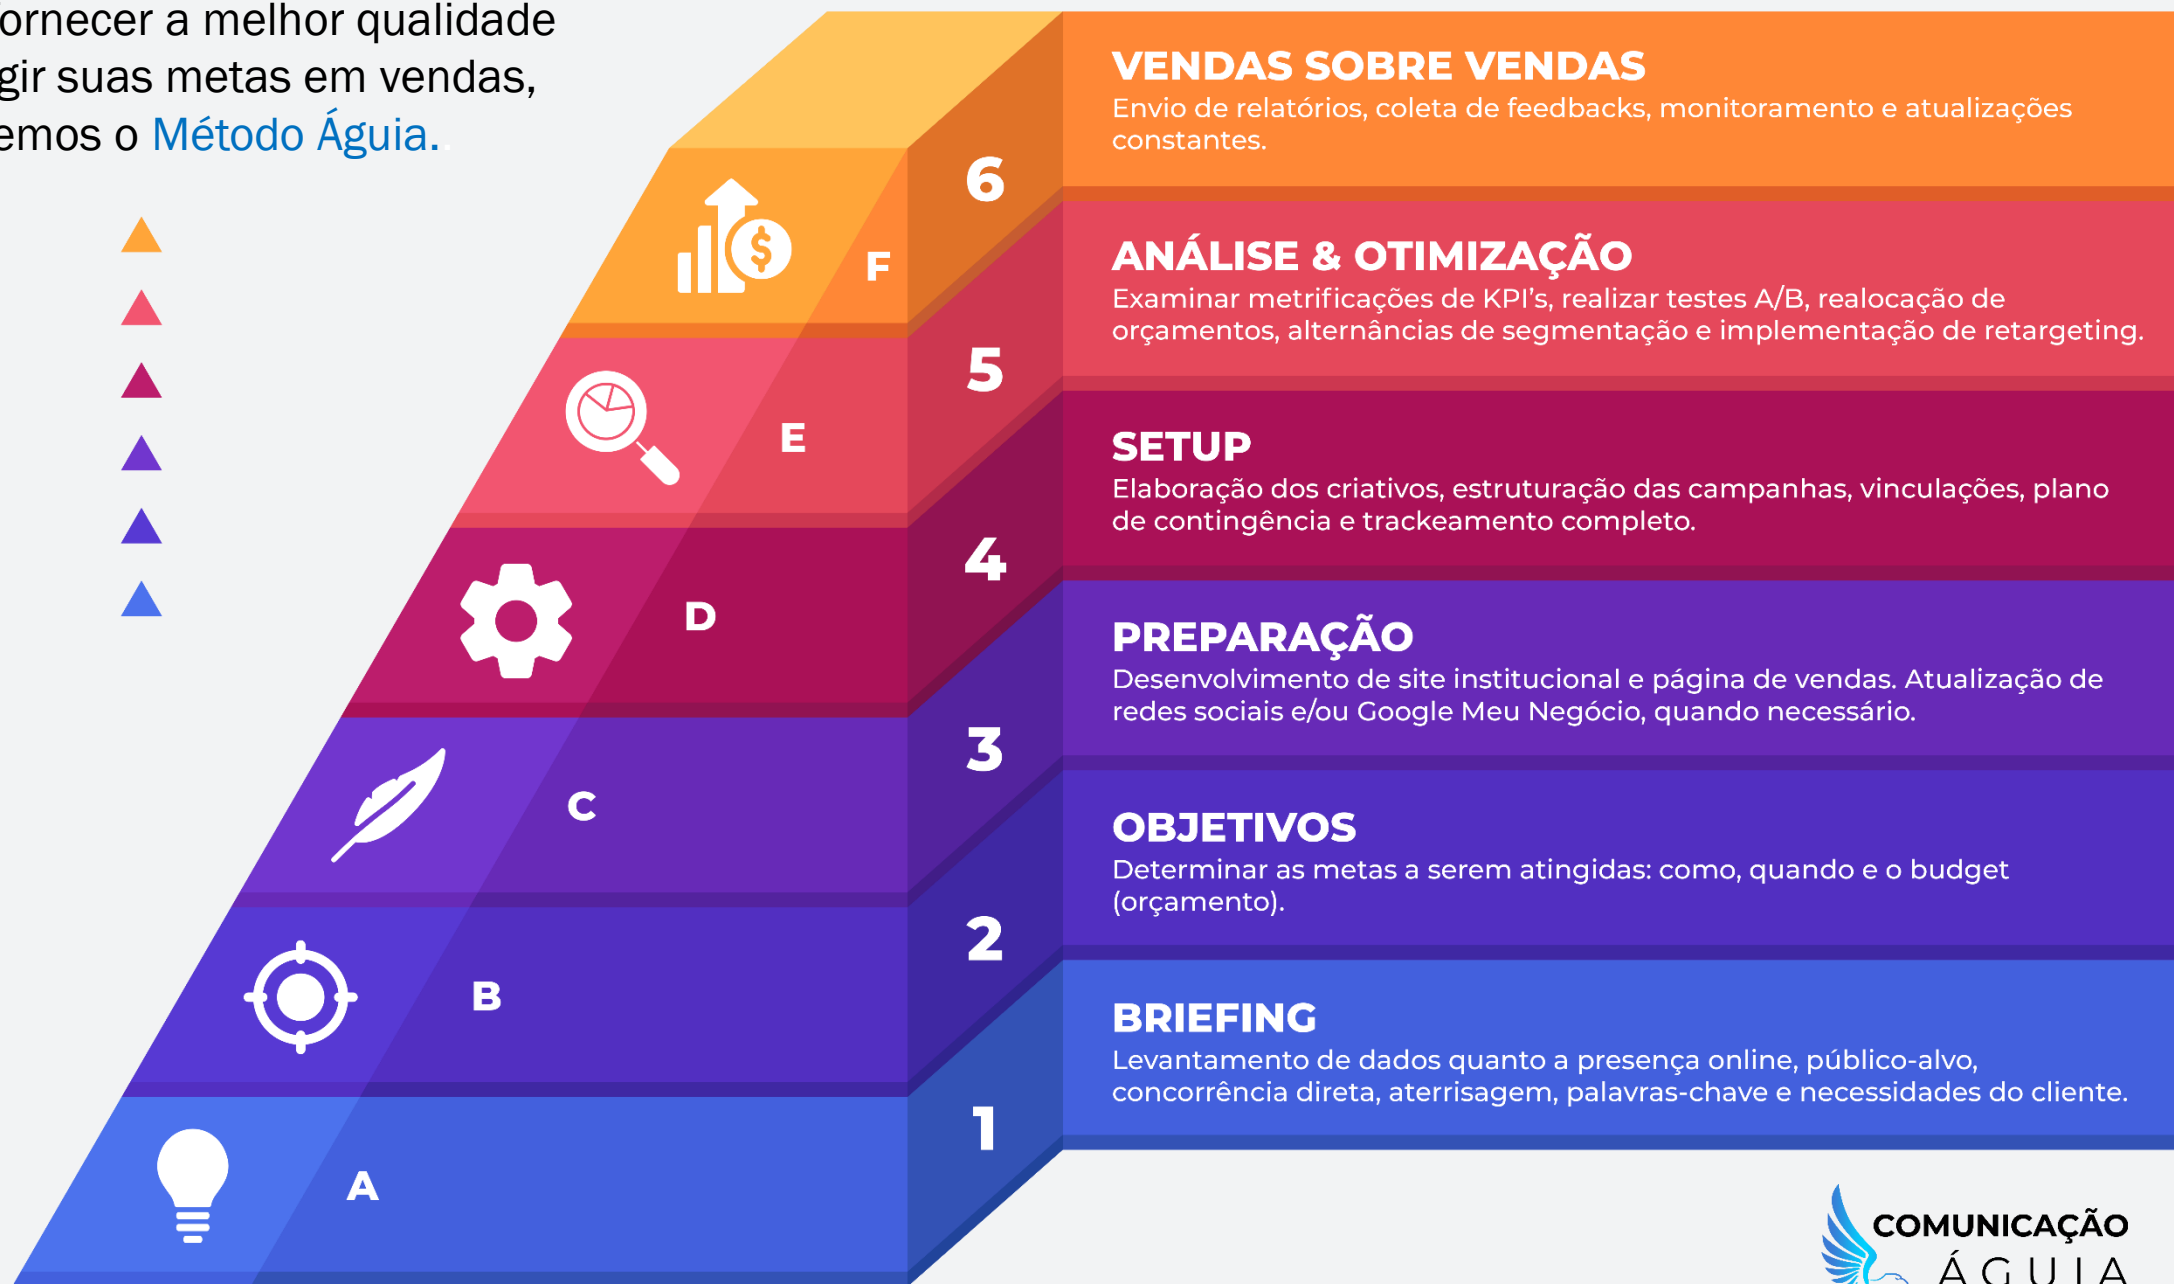 ornecer a melhor qualidade
gir suas metas em vendas,
emos o Método Águia..
VENDAS SOBRE VENDAS
Envio de relatórios, coleta de feedbacks, monitoramento e atualizações
constantes.
6
F
ANÁLISE & OTIMIZAÇÃO
Examinar metrificações de KPI’s, realizar testes A/B, realocação de
orçamentos, alternâncias de segmentação e implementação de retargeting.
5
E
SETUP
Elaboração dos criativos, estruturação das campanhas, vinculações, plano
de contingência e trackeamento completo.
4
D
PREPARAÇÃO
Desenvolvimento de site institucional e página de vendas. Atualização de
redes sociais e/ou Google Meu Negócio, quando necessário.
3
C
OBJETIVOS
Determinar as metas a serem atingidas: como, quando e o budget
(orçamento).
2
B
BRIEFING
Levantamento de dados quanto a presença online, público-alvo,
concorrência direta, aterrisagem, palavras-chave e necessidades do cliente.
1
A
COMUNICAÇÃO
ÁGUIA